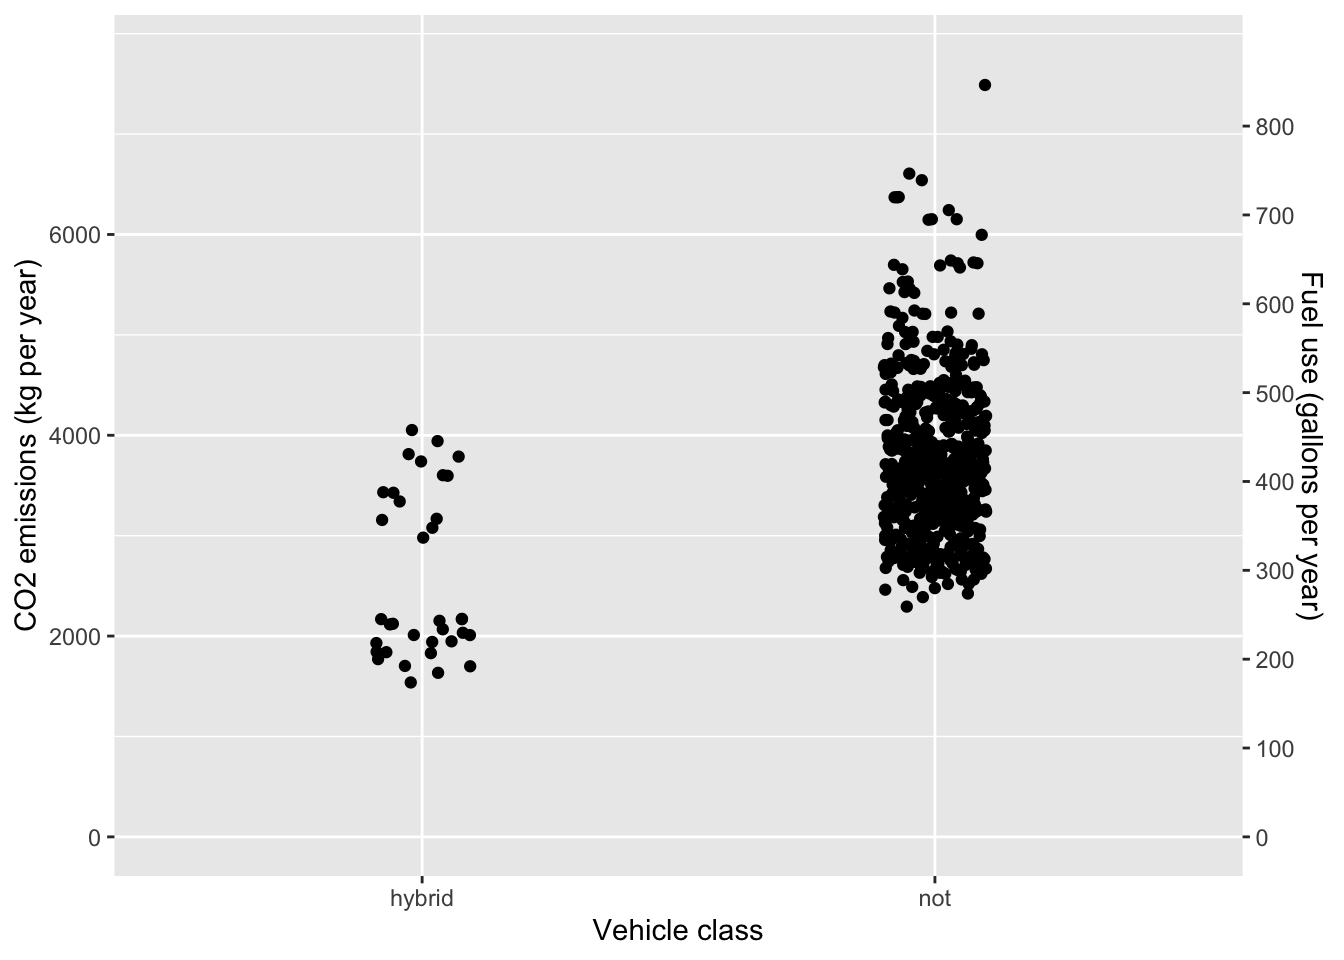 CO2 emissions (kg per year)
6000
4000
2000
0
800
700
600
500
400
300
200
100
0
Fuel use (gallons per year)
hybrid
not
Vehicle class